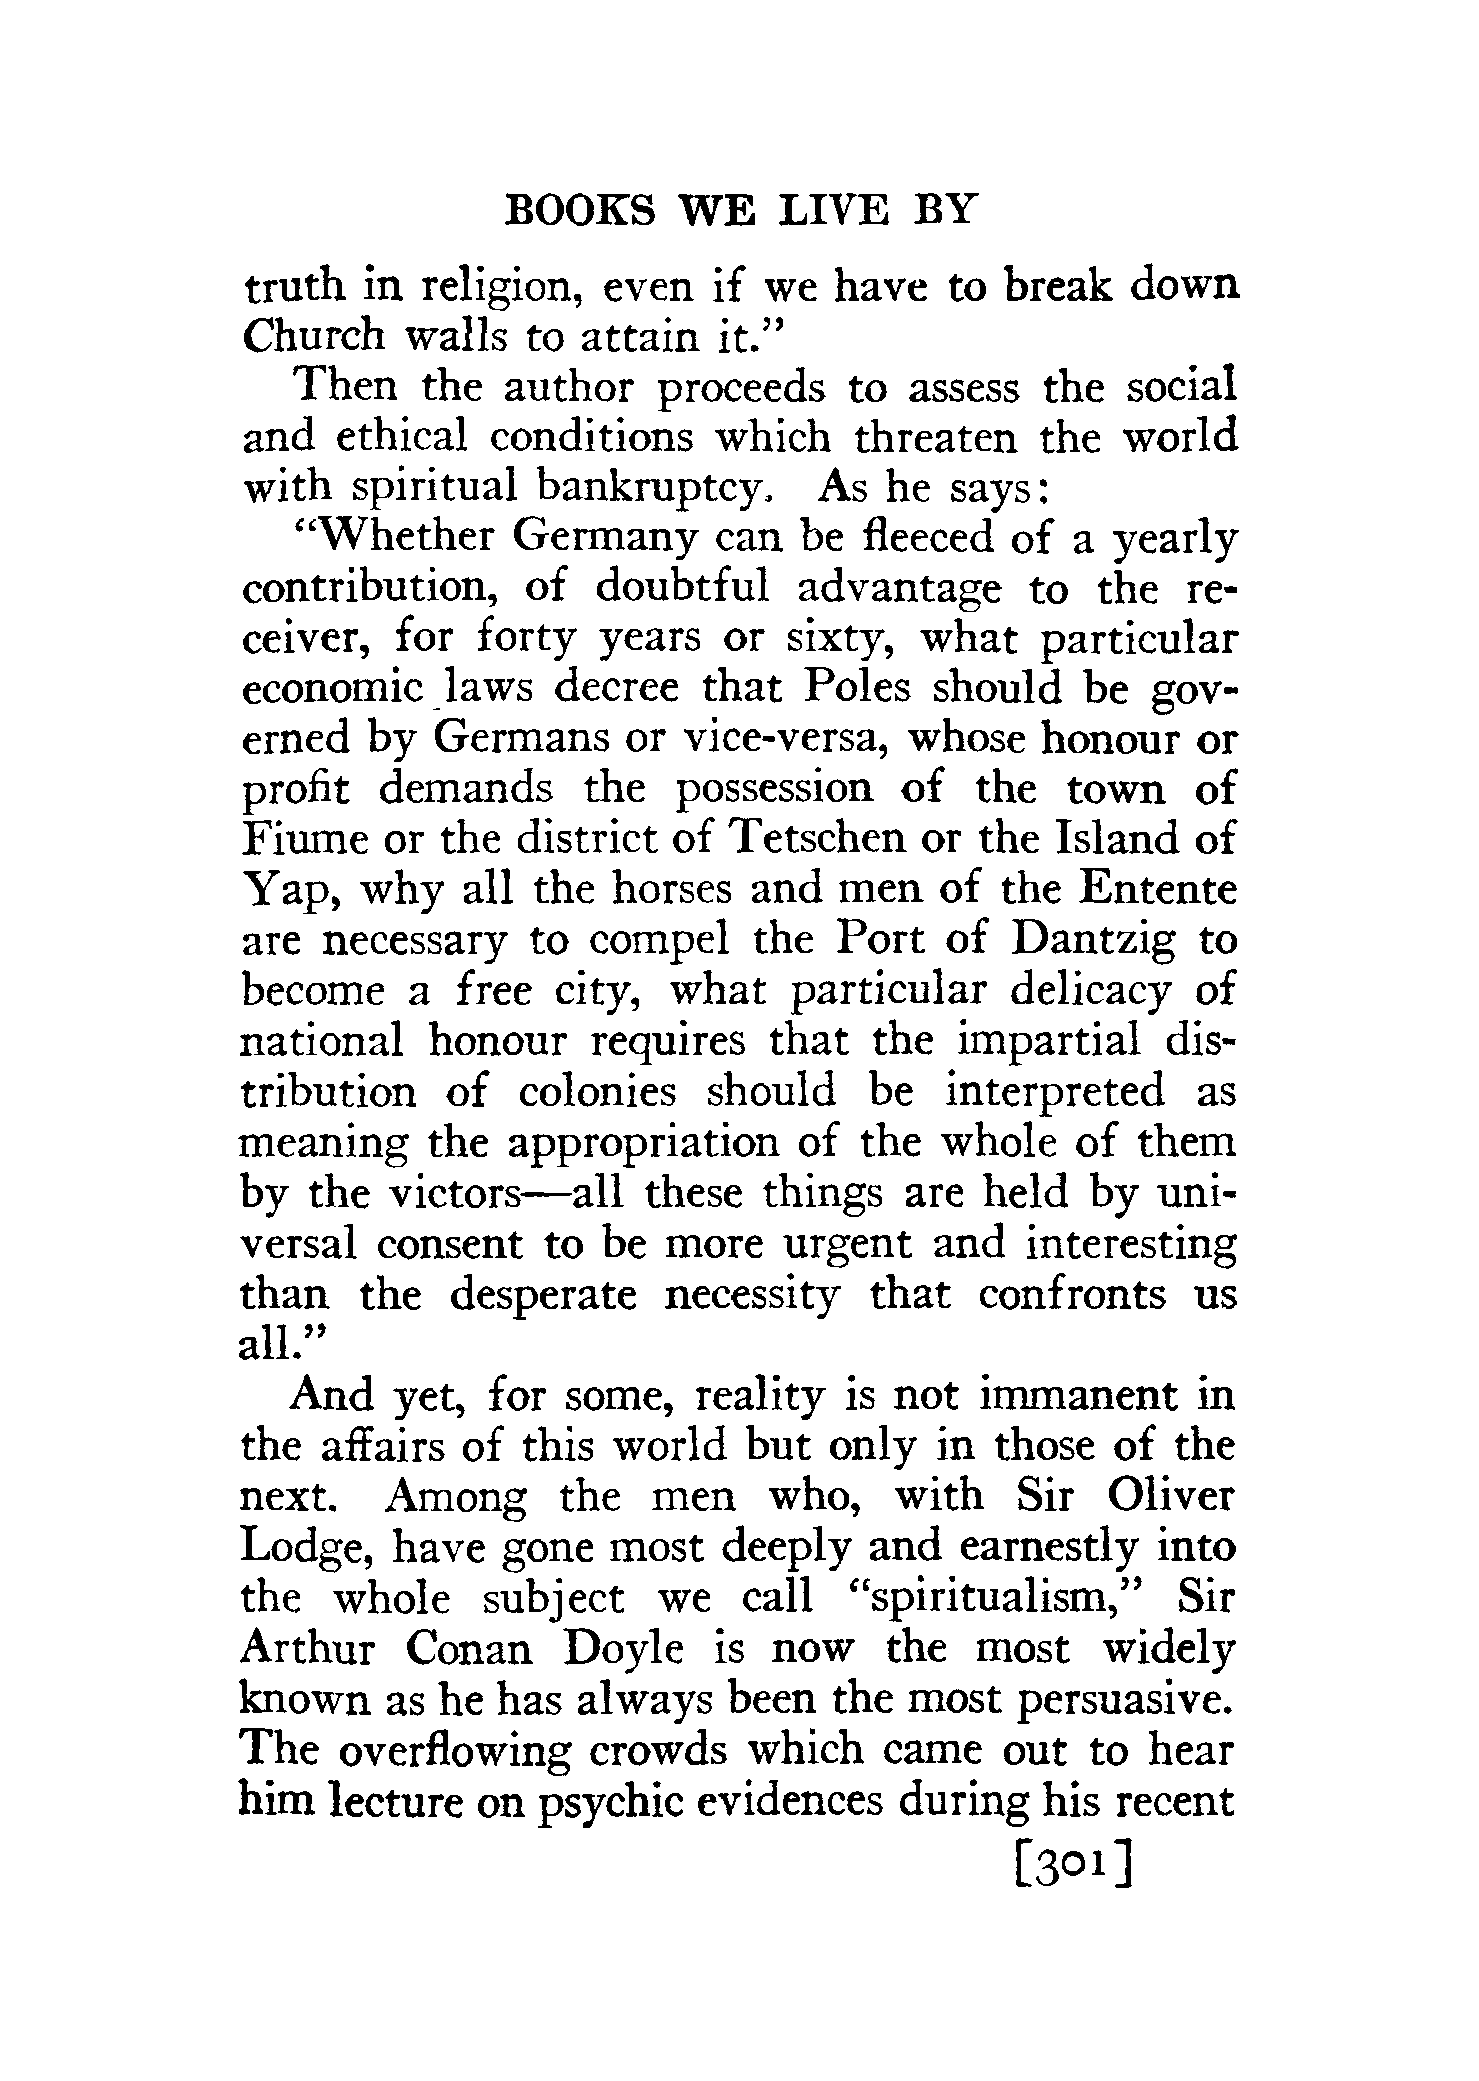 BOOKS WE LIVE BY
truth in religion, even if we have to break down
Church walls to attain it.”
Then the author proceeds to assess the social
and ethical conditions which threaten the world
with spiritual bankruptcy. As he says:
“Whether Germany can be fleeced of a yearly
contribution, of doubtful advantage to the re-
ceiver, for forty years or sixty, what particular
economic laws decree that Poles should be gov-
erned by Germans or vice-versa, whose honour or
profit demands the possession of the town of
Fiume or the district of Tetschen or the Island of
Yap, why all the horses and men of the Entente
are necessary to compel the Port of Dantzig to
become a free city, what particular delicacy of
national honour requires that the impartial dis-
tribution of colonies should be interpreted as
meaning the appropriation of the whole of them
by the victors—all these things are held by uni-
versal consent to be more urgent and interesting
than the desperate necessity that confronts us
all.”
And yet, for some, reality is not immanent in
the affairs of this world but only in those of the
next. Among the men who, with Sir Oliver
Lodge, have gone most deeply and earnestly into
the whole subject we call “spiritualism,” Sir
Arthur Conan Doyle is now the most widely
known as he has always been the most persuasive.
The overflowing crowds which came out to hear
him lecture on psychic evidences during his recent
[301]